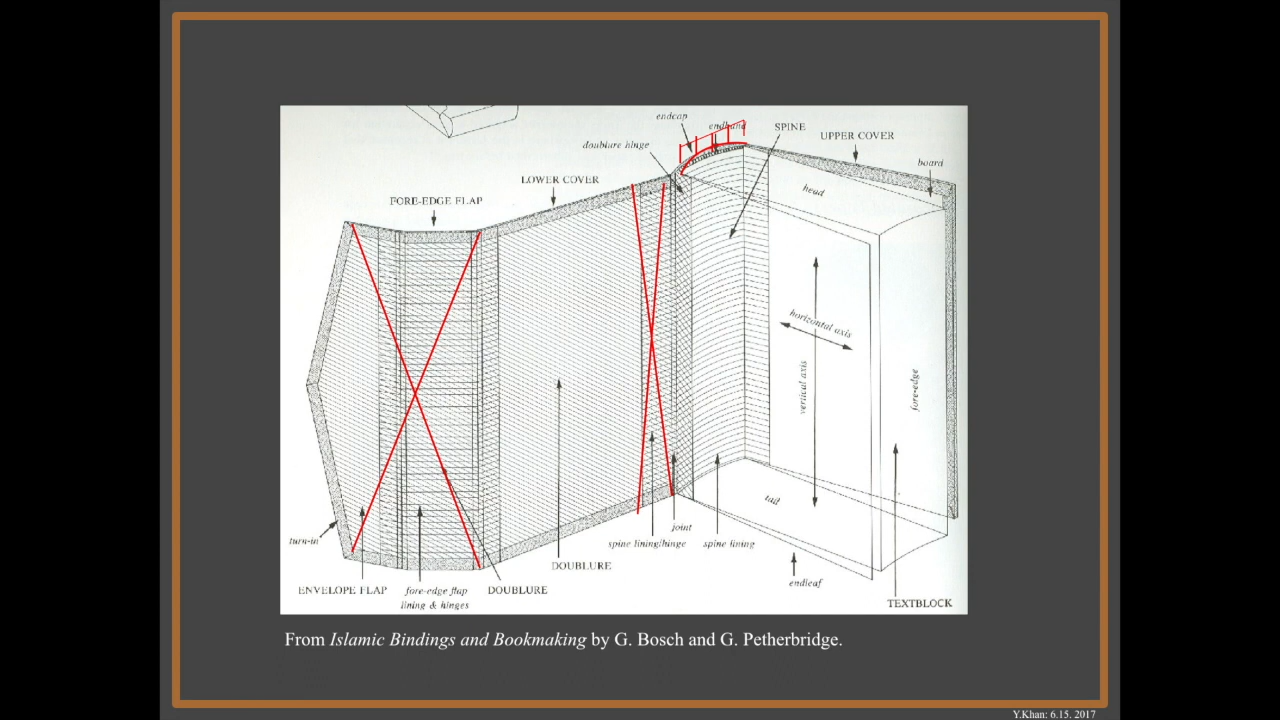 endcap
endband
SPINE
UPPER COVER
doublure hinge
board
LOWER COVER
head
FORE-EDGE FLAP
horizontal axis
vertical axis
fore-edge
tail
turn-in
joint
spine lining/hinge
spine lining
DOUBLURE
endleaf
ENVELOPE FLAP
fore-edge flap
lining & hinges
DOUBLURE
TEXTBLOCK
From Islamic Bindings and Bookmaking by G. Bosch and G. Petherbridge.
Y.Khan: 6.15. 2017